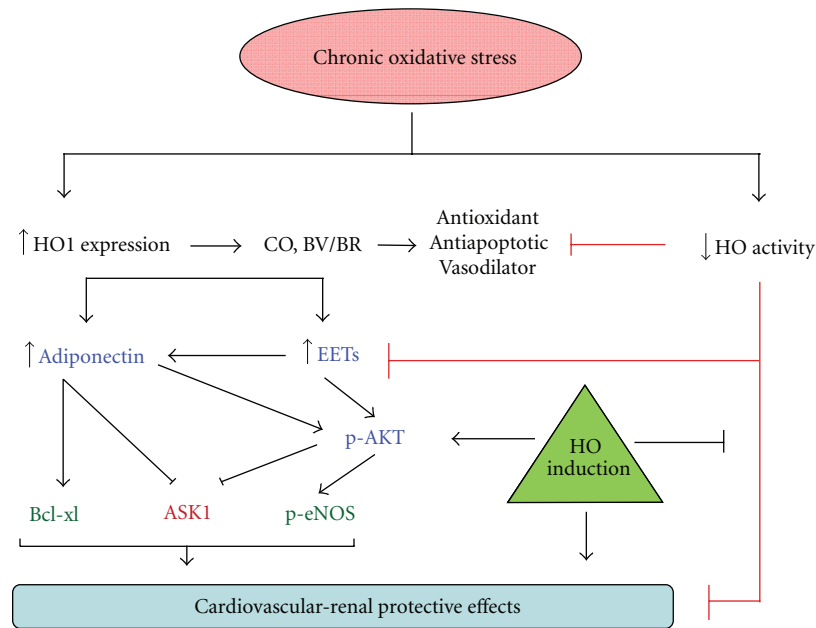 Chronic oxidative stress
↑ HO1 expression
CO, BV/BR
Antioxidant
Antiapoptotic
Vasodilator
↓ HO activity
↑ Adiponectin
↑ EETs
p-AKT
HO
induction
Bcl-xl
ASK1
p-eNOS
Cardiovascular-renal protective effects